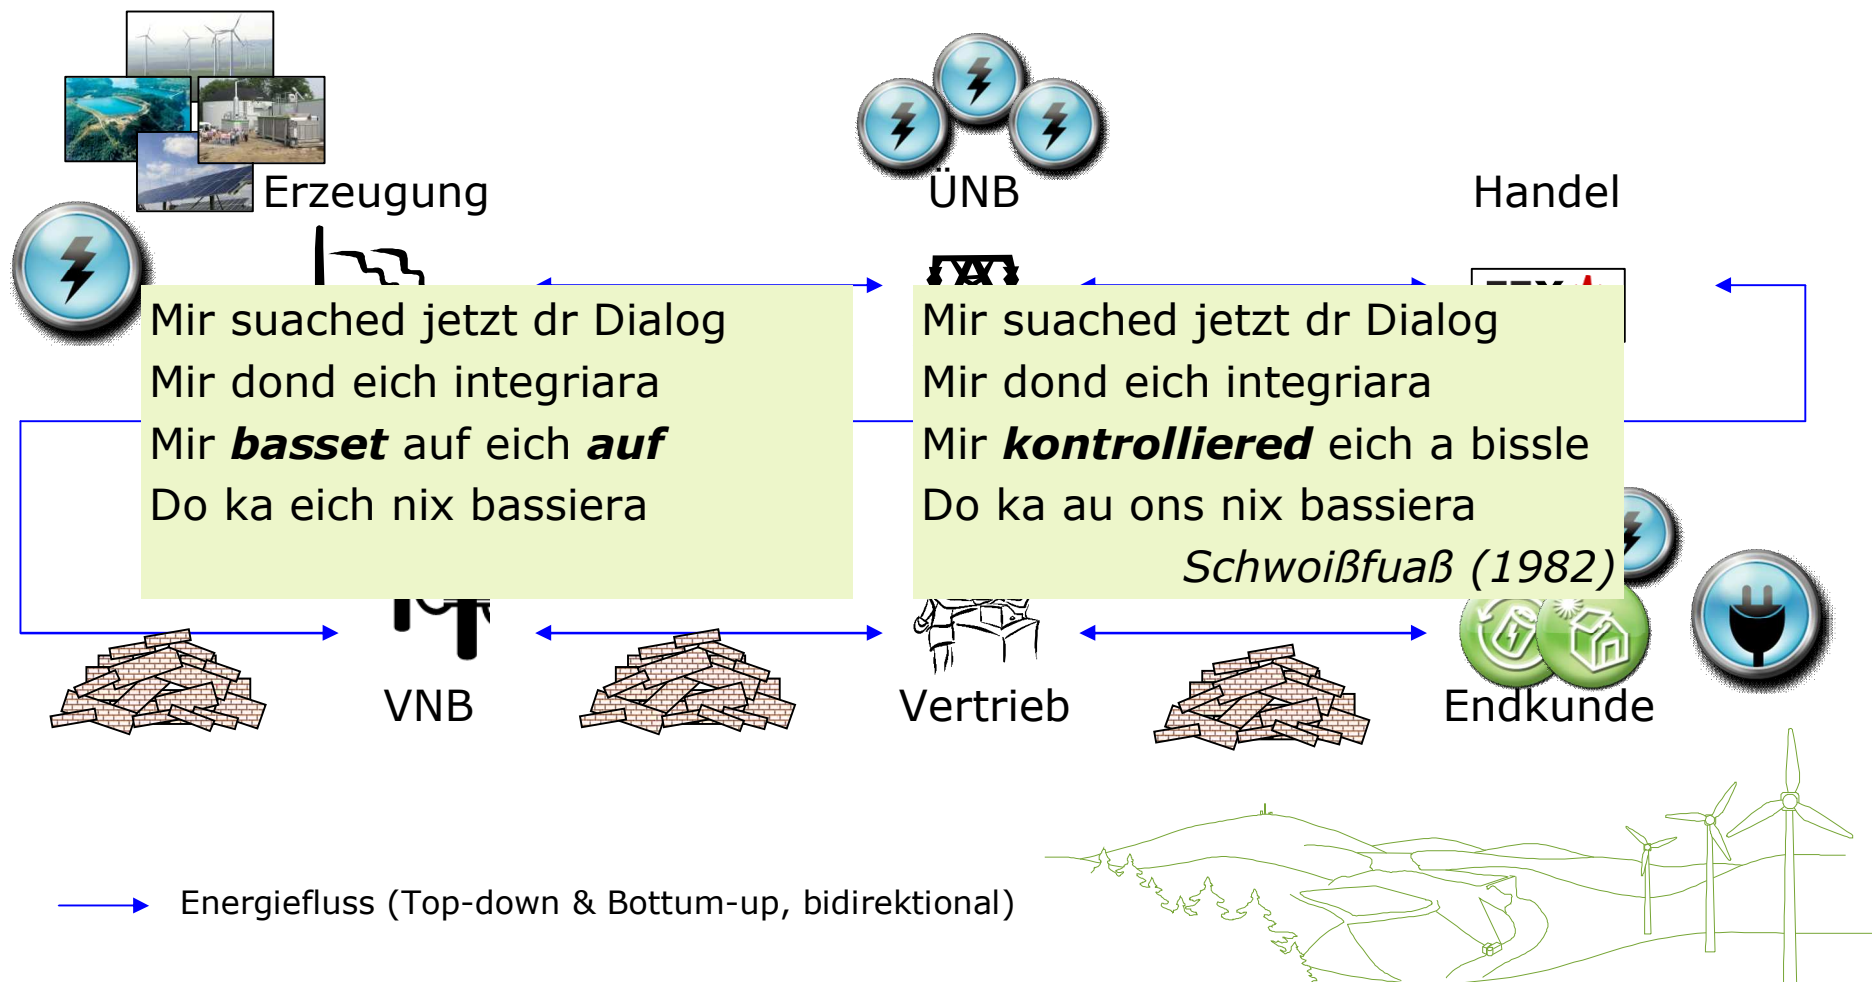 Erzeugung
ÜNB
Handel
Mir suached jetzt dr Dialog
Mir dond eich integriara
Mir basset auf eich auf
Do ka eich nix bassiera
Mir suached jetzt dr Dialog
Mir dond eich integriara
Mir kontrolliered eich a bissle
Do ka au ons nix bassiera
Schwoißfuaß (1982)
VNB
Vertrieb
Endkunde
Energiefluss (Top-down & Bottum-up, bidirektional)